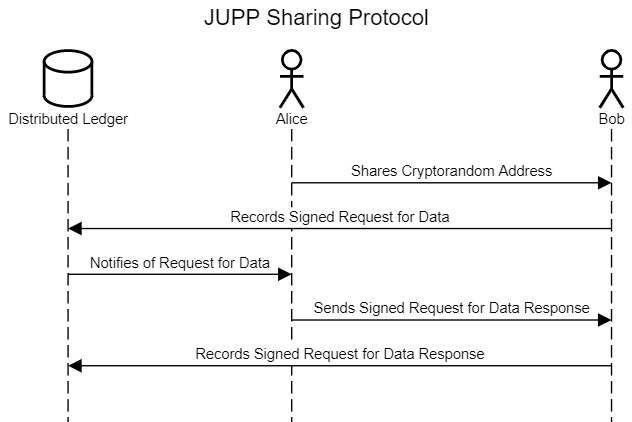 JUPP Sharing Protocol
Distributed Ledger
Alice
Bob
Shares Cryptorandom Address
Records Signed Request for Data
Notifies of Request for Data
Sends Signed Request for Data Response
Records Signed Request for Data Response